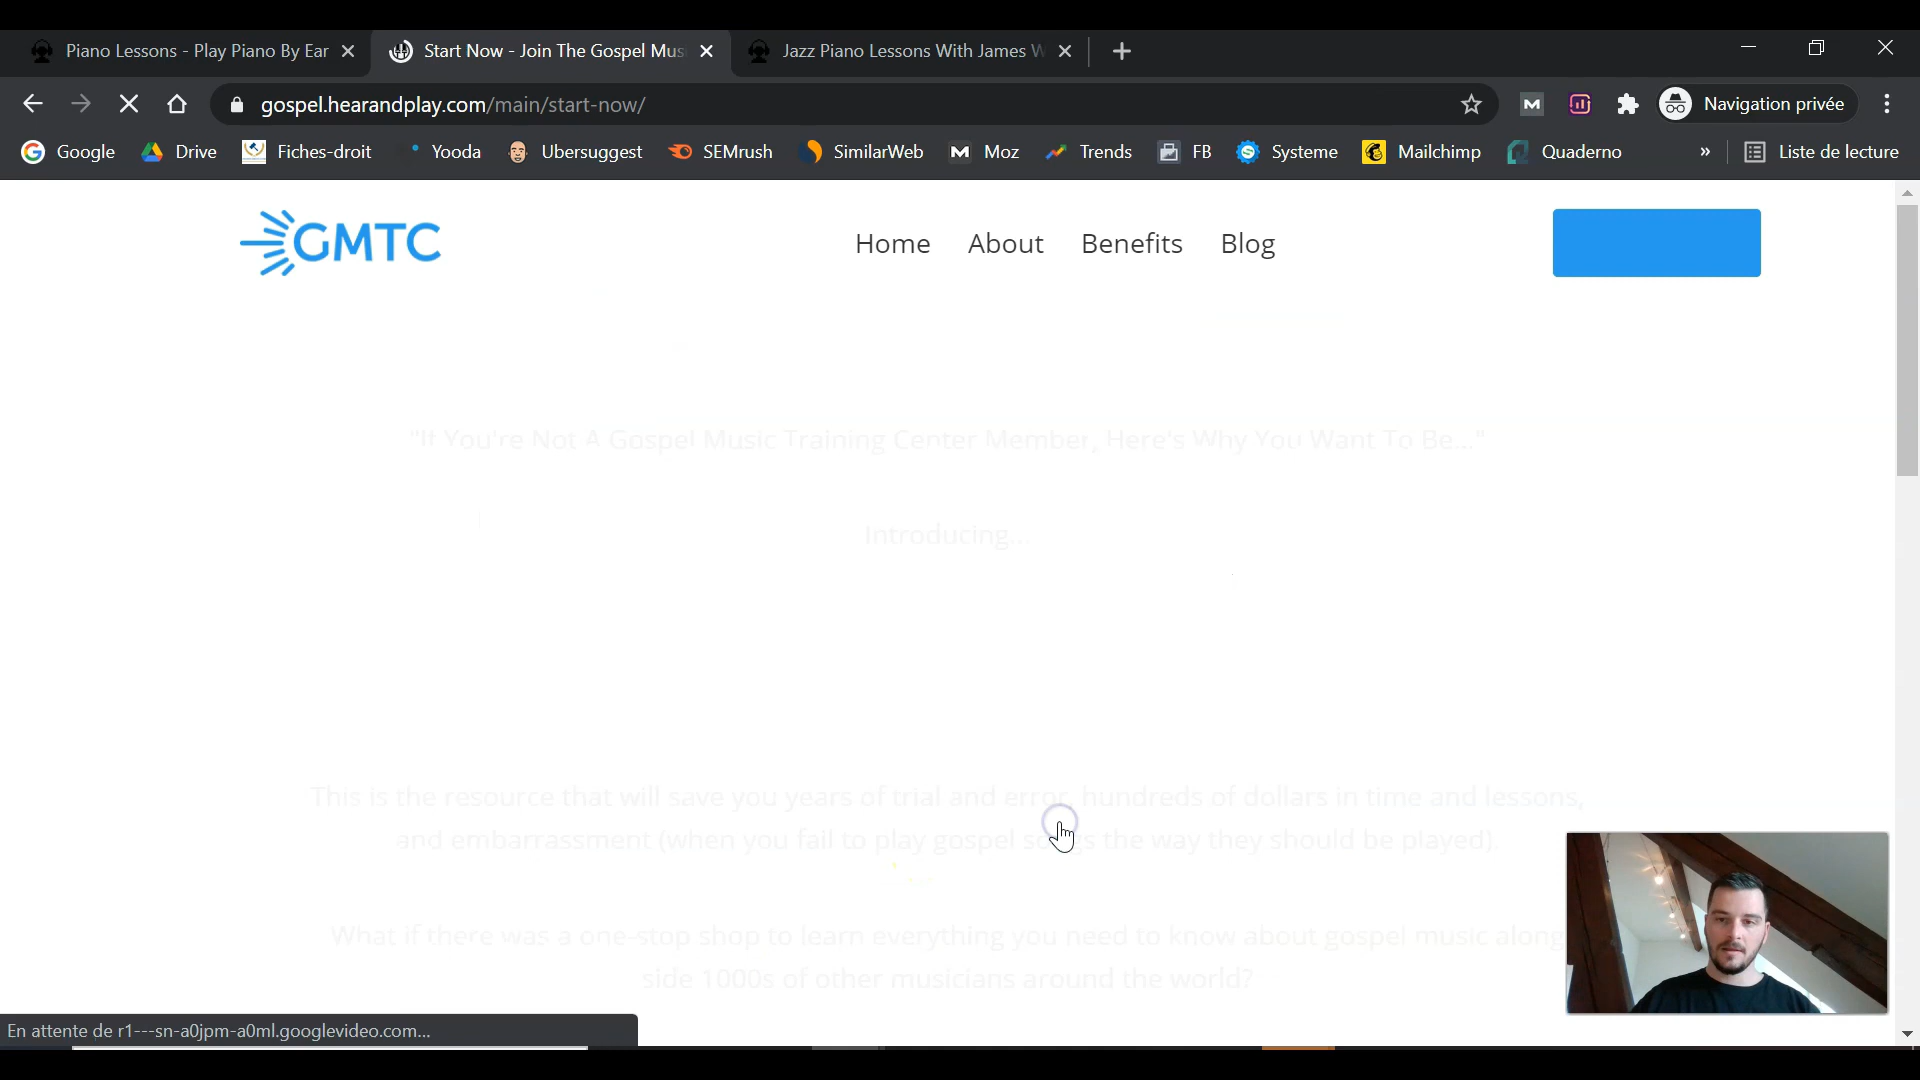 Piano Lessons - Play Piano By Ear
Start Now - Join The Gospel Mus
Jazz Piano Lessons With James W
gospel.hearandplay.com/main/start-now/
Navigation privée
Google
Drive
Fiches-droit
Yooda
Ubersuggest
SEMrush
SimilarWeb
Moz
Trends
FB
Systeme
Mailchimp
Quaderno
»
Liste de lecture
GMTC
Home
About
Benefits
Blog
"If You're Not A Gospel Music Training Center Member, Here's Why You Want To Be..."
Introducing...
This is the resource that will save you years of trial and error, hundreds of dollars in time and lessons,
and embarrassment (when you fail to play gospel songs the way they should be played).
What if there was a one-stop shop to learn everything you need to know about gospel music along
side 1000s of other musicians around the world?
En attente de r1---sn-a0jpm-a0ml.googlevideo.com...